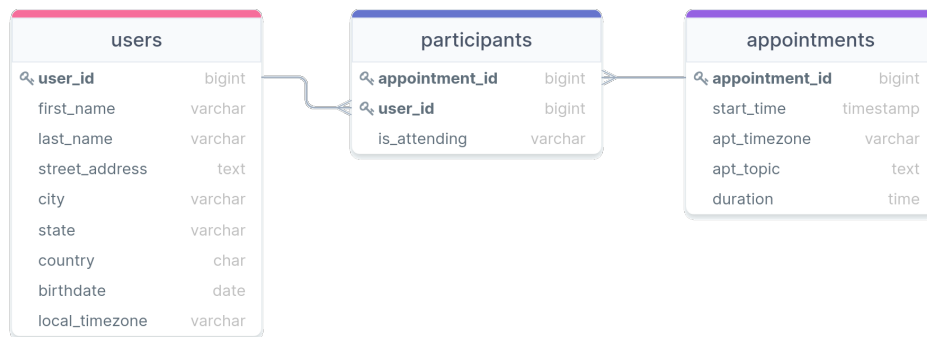 users
user_id bigint
first_name varchar
last_name varchar
street_address text
city varchar
state varchar
country char
birthdate date
local_timezone varchar
participants
appointment_id bigint
user_id bigint
is_attending varchar
appointments
appointment_id bigint
start_time timestamp
apt_timezone varchar
apt_topic text
duration time